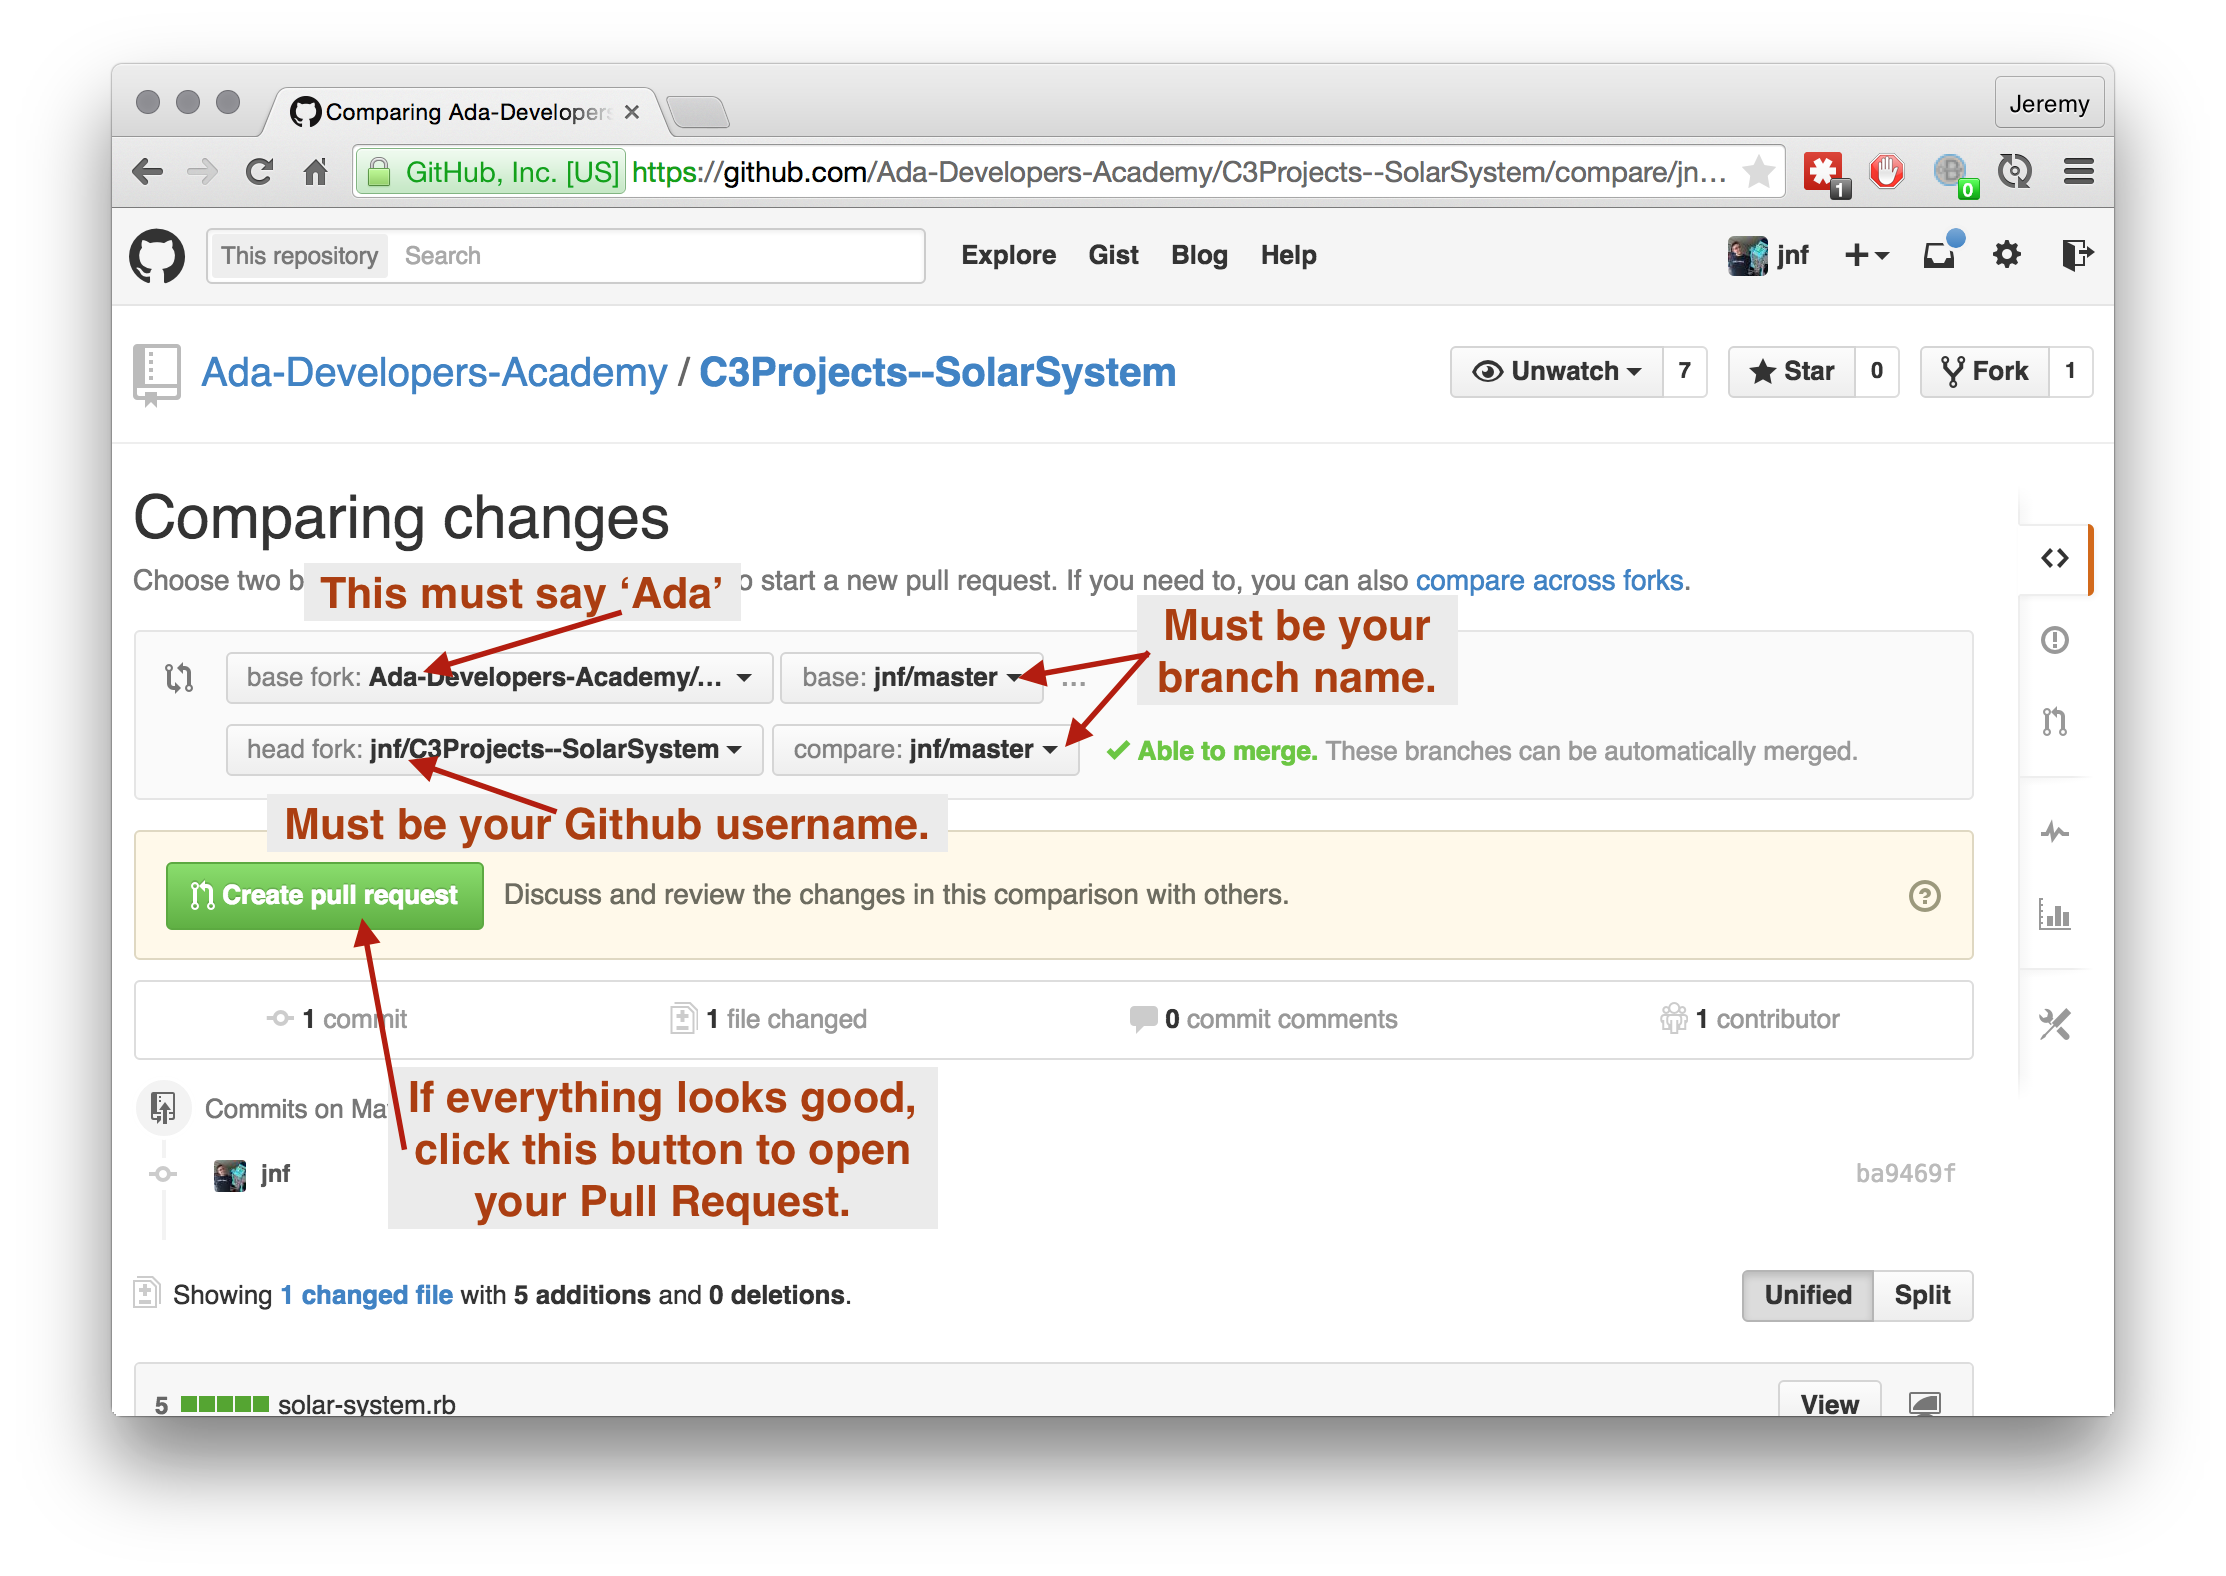 Comparing Ada-Developers
Jeremy
GitHub, Inc. [US] https://github.com/Ada-Developers-Academy/C3Projects--SolarSystem/compare/jn...
1
0
This repository Search Explore Gist Blog Help jnf
Ada-Developers-Academy / C3Projects--SolarSystem Unwatch 7 Star 0 Fork 1
Comparing changes
Choose two b
This must say ‘Ada’
o start a new pull request. If you need to, you can also compare across forks.
Must be your
branch name.
base fork: Ada-Developers-Academy/... base: jnf/master ...
head fork: jnf/C3Projects--SolarSystem compare: jnf/master Able to merge. These branches can be automatically merged.
Must be your Github username.
Create pull request Discuss and review the changes in this comparison with others.
1 commit 1 file changed 0 commit comments 1 contributor
Commits on Ma
If everything looks good,
click this button to open
your Pull Request.
jnf ba9469f
Showing 1 changed file with 5 additions and 0 deletions. Unified Split
5 solar-system.rb View